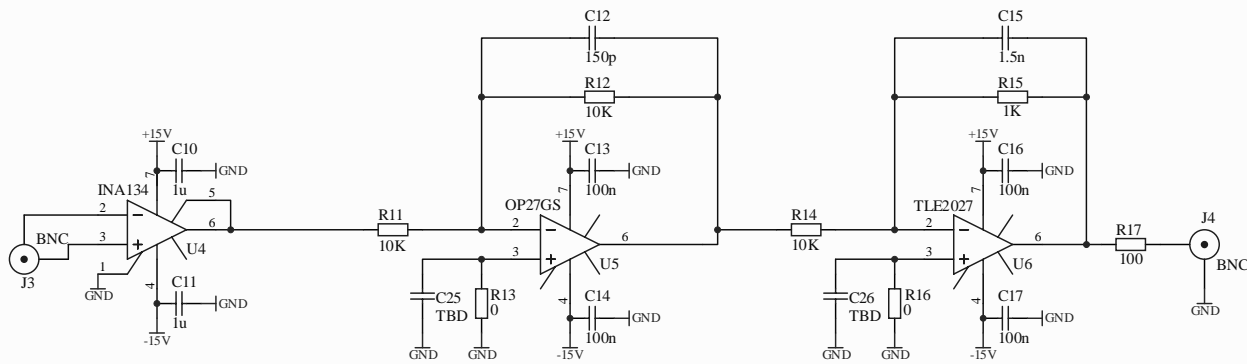 C12
150p
R12
10K
C15
1.5n
R15
1K
+15V
C10
GND
1u
7
INA134
5
2
6
BNC
3
U4
J3
1
GND
4
C11
GND
1u
-15V
R11
10K
+15V
C13
GND
100n
7
OP27GS
2
6
3
U5
C25
TBD
R13
0
4
C14
GND
100n
GND
GND
-15V
R14
10K
+15V
C16
GND
100n
7
TLE2027
2
6
3
U6
C26
TBD
R16
0
4
C17
GND
100n
GND
GND
-15V
R17
100
J4
BNC
GND